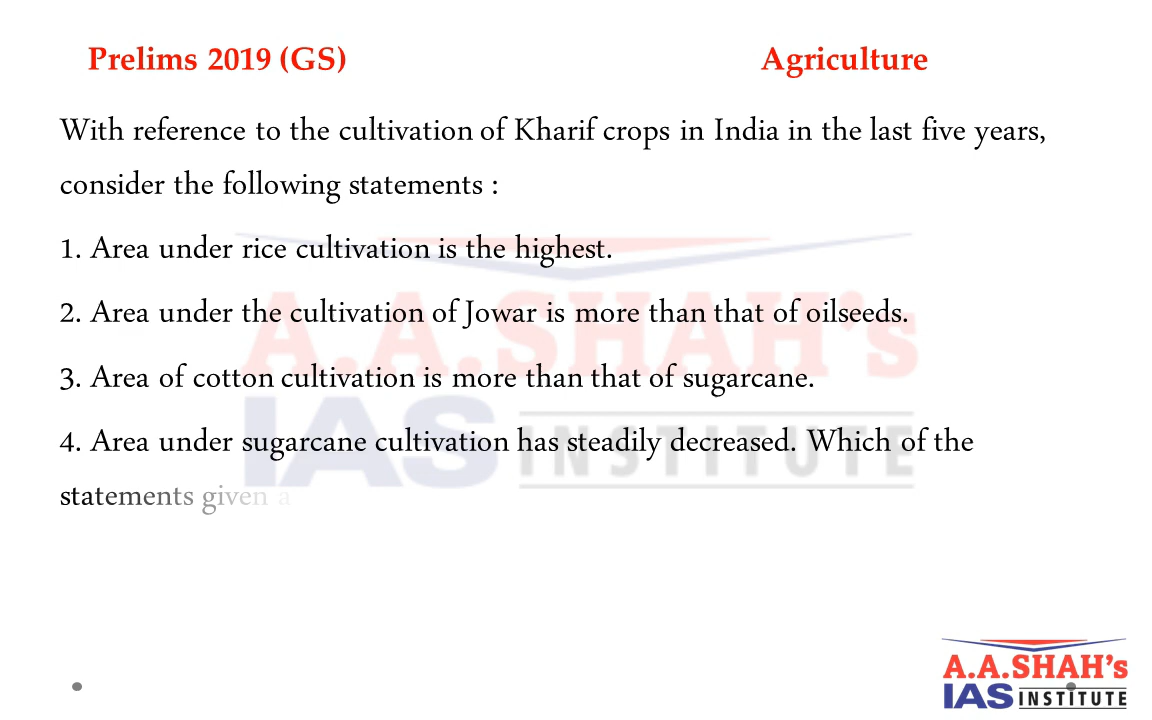 Prelims 2019 (GS) Agriculture
With reference to the cultivation of Kharif crops in India in the last five years,
consider the following statements :
1. Area under rice cultivation is the highest.
2. Area under the cultivation of Jowar is more than that of oilseeds.
3. Area of cotton cultivation is more than that of sugarcane.
4. Area under sugarcane cultivation has steadily decreased. Which of the
statements given a
A.A.SHAH's
IAS INSTITUTE
A.A.SHAH's
IAS INSTITUTE